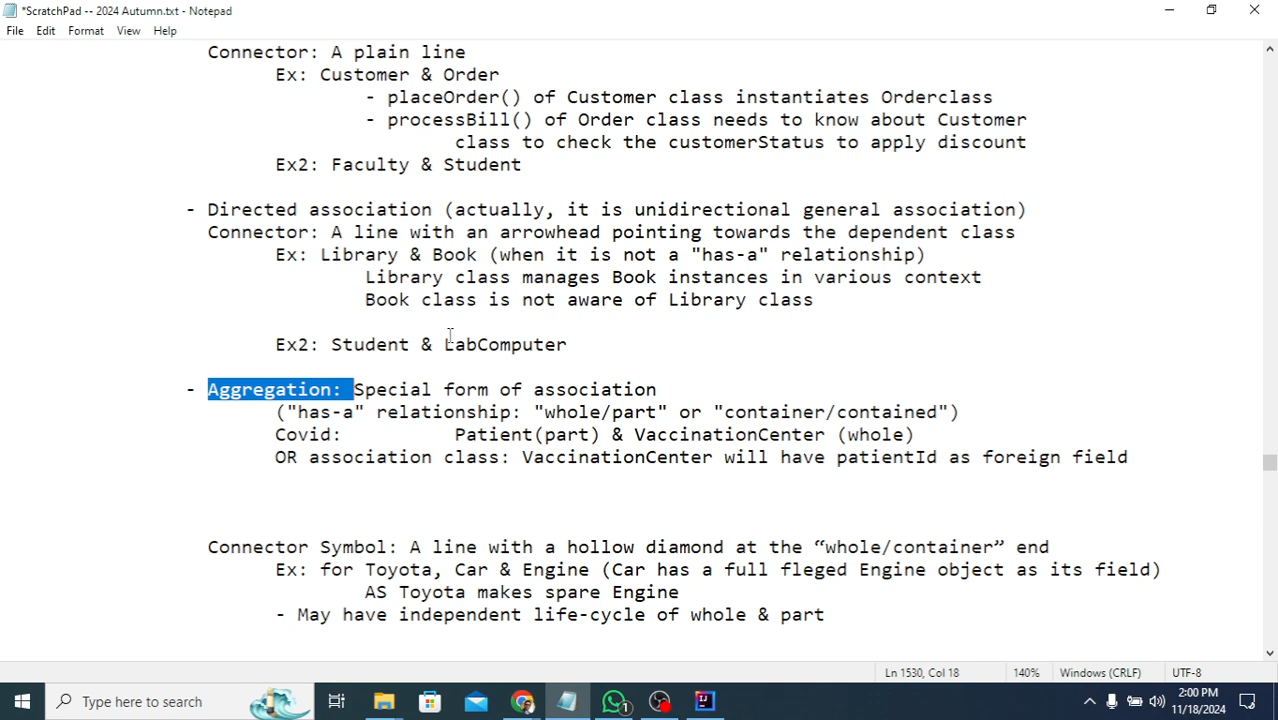 *ScratchPad -- 2024 Autumn.txt - Notepad
File Edit Format View Help
Connector: A plain line
Ex: Customer & Order
- placeOrder() of Customer class instantiates Orderclass
- processBill() of Order class needs to know about Customer
class to check the customerStatus to apply discount
Ex2: Faculty & Student
- Directed association (actually, it is unidirectional general association)
Connector: A line with an arrowhead pointing towards the dependent class
Ex: Library & Book (when it is not a "has-a" relationship)
Library class manages Book instances in various context
Book class is not aware of Library class
Ex2: Student & LabComputer
- Aggregation: Special form of association
("has-a" relationship: "whole/part" or "container/contained")
Covid: Patient(part) & VaccinationCenter (whole)
OR association class: VaccinationCenter will have patientId as foreign field
Connector Symbol: A line with a hollow diamond at the “whole/container” end
Ex: for Toyota, Car & Engine (Car has a full fleged Engine object as its field)
AS Toyota makes spare Engine
- May have independent life-cycle of whole & part
Ln 1530, Col 18 140% Windows (CRLF) UTF-8
Type here to search
1
2:00 PM
11/18/2024